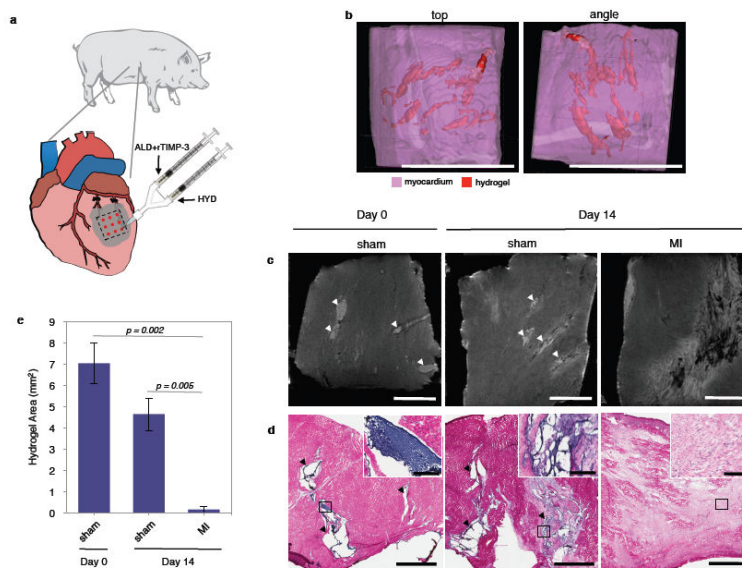 a
ALD+rTIMP-3
HYD
b
top
angle
myocardium
hydrogel
Day 0
Day 14
sham
sham
MI
c
d
e
Hydrogel Area (mm²)
9
8
7
6
5
4
3
2
1
0
p = 0.002
p = 0.005
sham
sham
MI
Day 0
Day 14